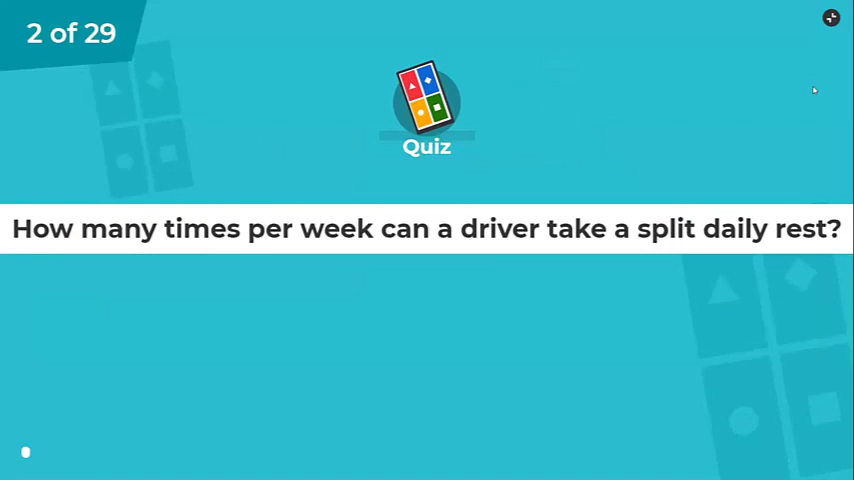 2 of 29
Quiz
How many times per week can a driver take a split daily rest?